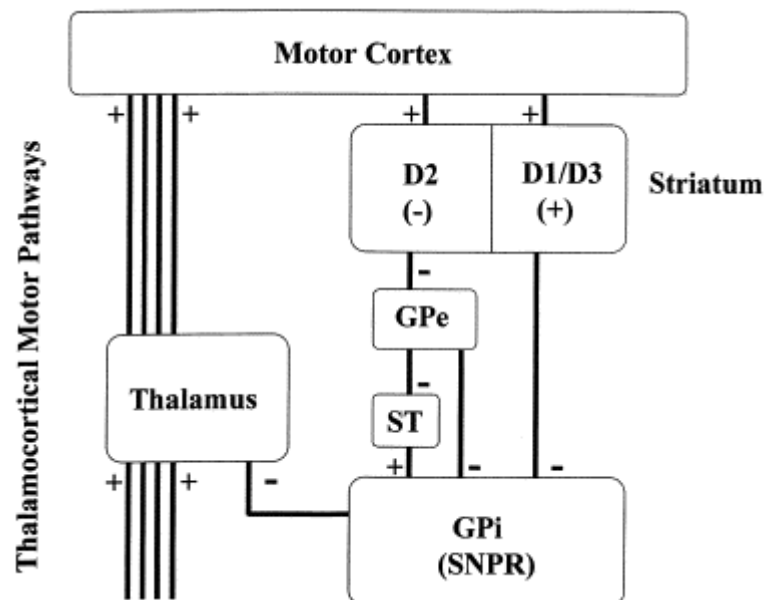 Motor Cortex
+ + + +
D2
(-)
D1/D3
(+)
Striatum
Thalamocortical Motor Pathways
-
GPe
Thalamus
-
ST
+ + - + - -
GPi
(SNPR)